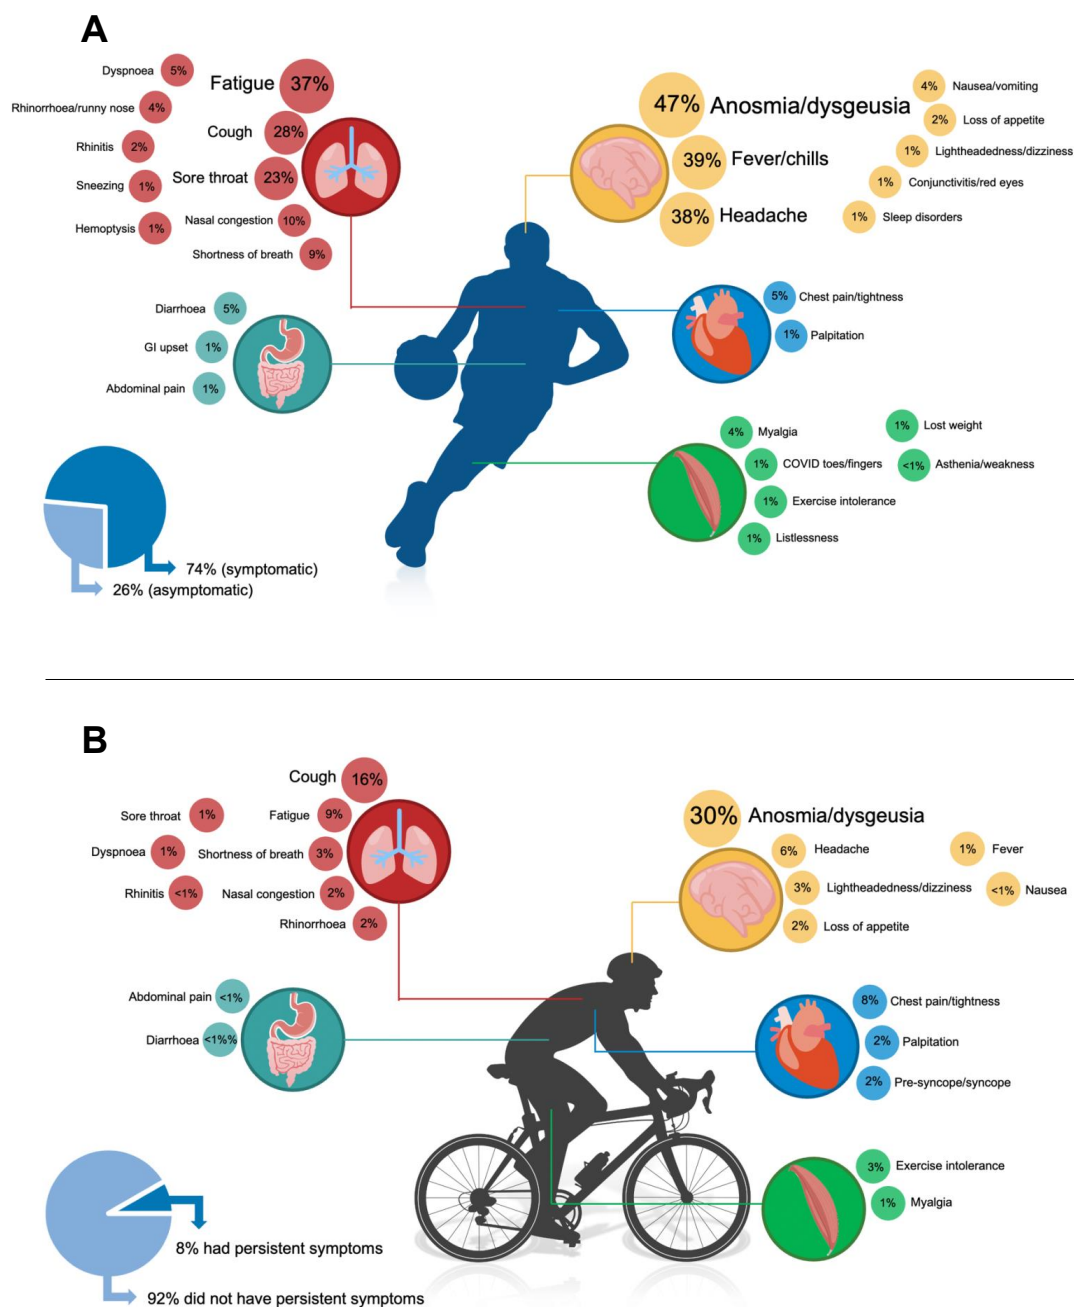 A
Dyspnoea 5%
Rhinorrhoea/runny nose 4%
Rhinitis 2%
Sneezing 1%
Hemoptysis 1%
Fatigue 37%
Cough 28%
Sore throat 23%
Nasal congestion 10%
Shortness of breath 9%
47% Anosmia/dysgeusia
39% Fever/chills
38% Headache
4% Nausea/vomiting
2% Loss of appetite
1% Lightheadedness/dizziness
1% Conjunctivitis/red eyes
1% Sleep disorders
Diarrhoea 5%
GI upset 1%
Abdominal pain 1%
5% Chest pain/tightness
1% Palpitation
4% Myalgia
1% COVID toes/fingers
1% Exercise intolerance
1% Listlessness
1% Lost weight
<1% Asthenia/weakness
74% (symptomatic)
26% (asymptomatic)
B
Cough 16%
Fatigue 9%
Shortness of breath 3%
Nasal congestion 2%
Rhinorrhoea 2%
Sore throat 1%
Dyspnoea 1%
Rhinitis <1%
30% Anosmia/dysgeusia
6% Headache
3% Lightheadedness/dizziness
2% Loss of appetite
1% Fever
<1% Nausea
Abdominal pain <1%
Diarrhoea <1%%
8% Chest pain/tightness
2% Palpitation
2% Pre-syncope/syncope
3% Exercise intolerance
1% Myalgia
8% had persistent symptoms
92% did not have persistent symptoms